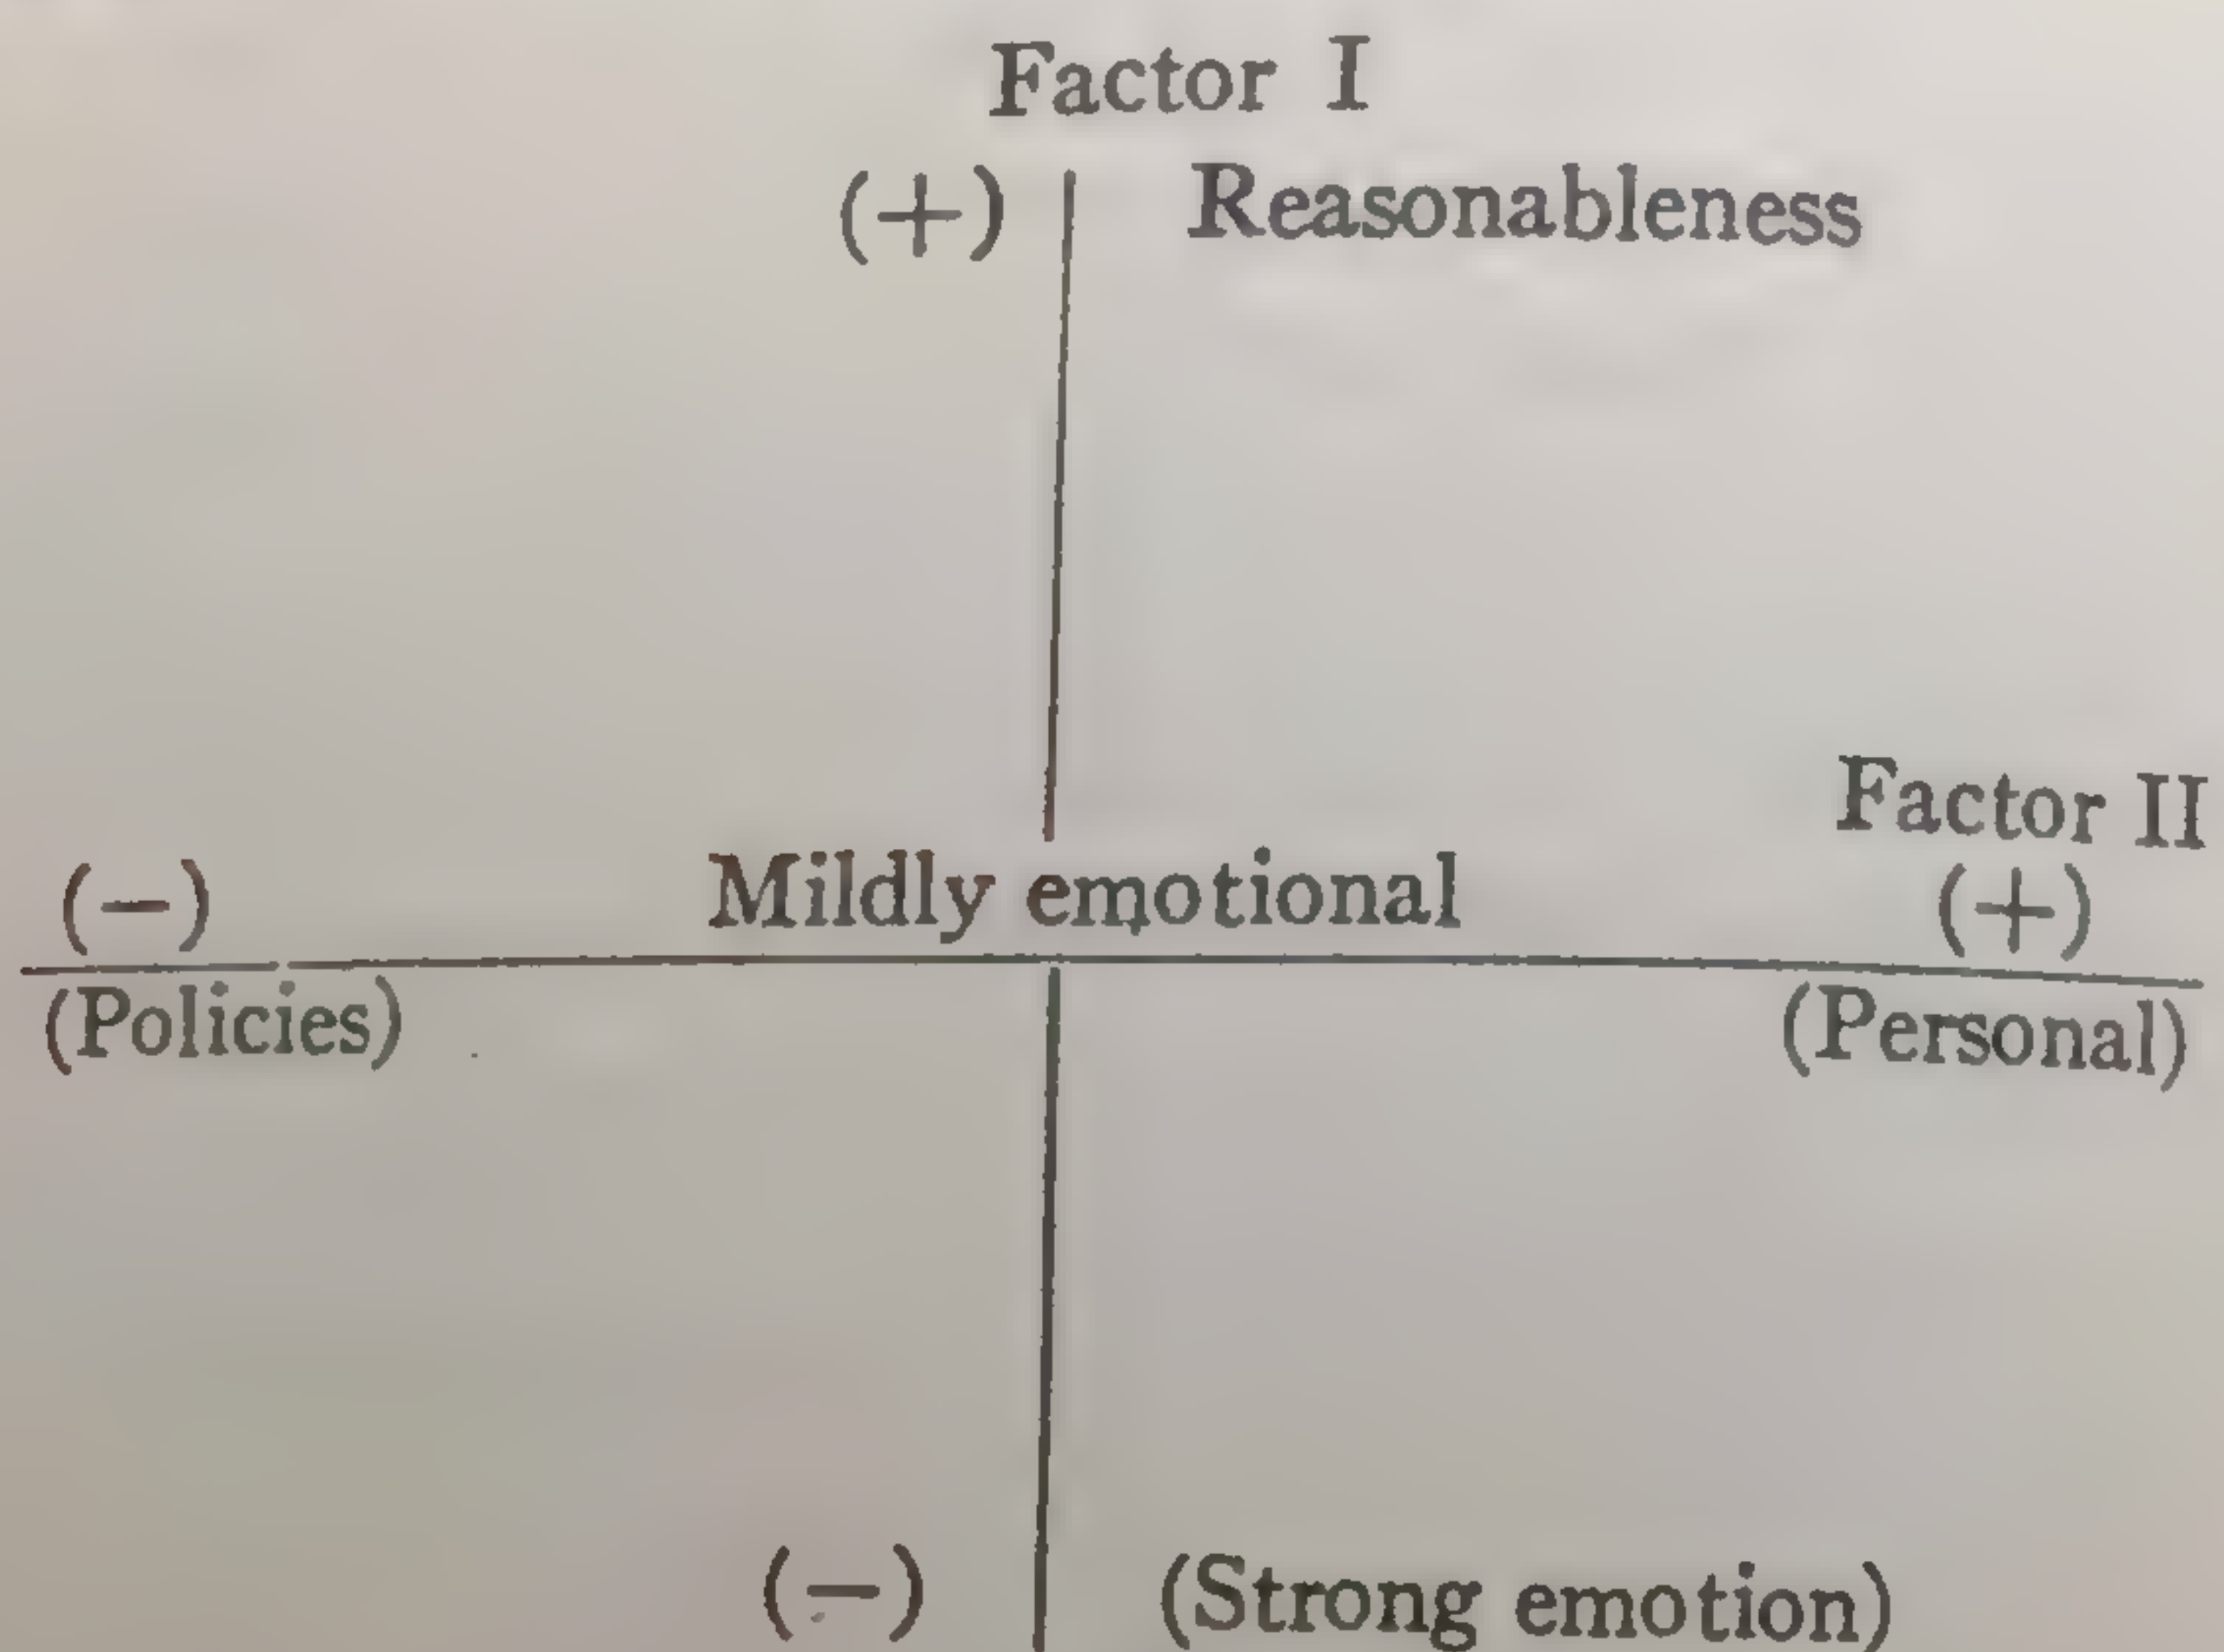 Factor I
(+) Reasonableness
Factor II
(−) Mildly emotional (+)
(Policies) (Personal)
(−) (Strong emotion)